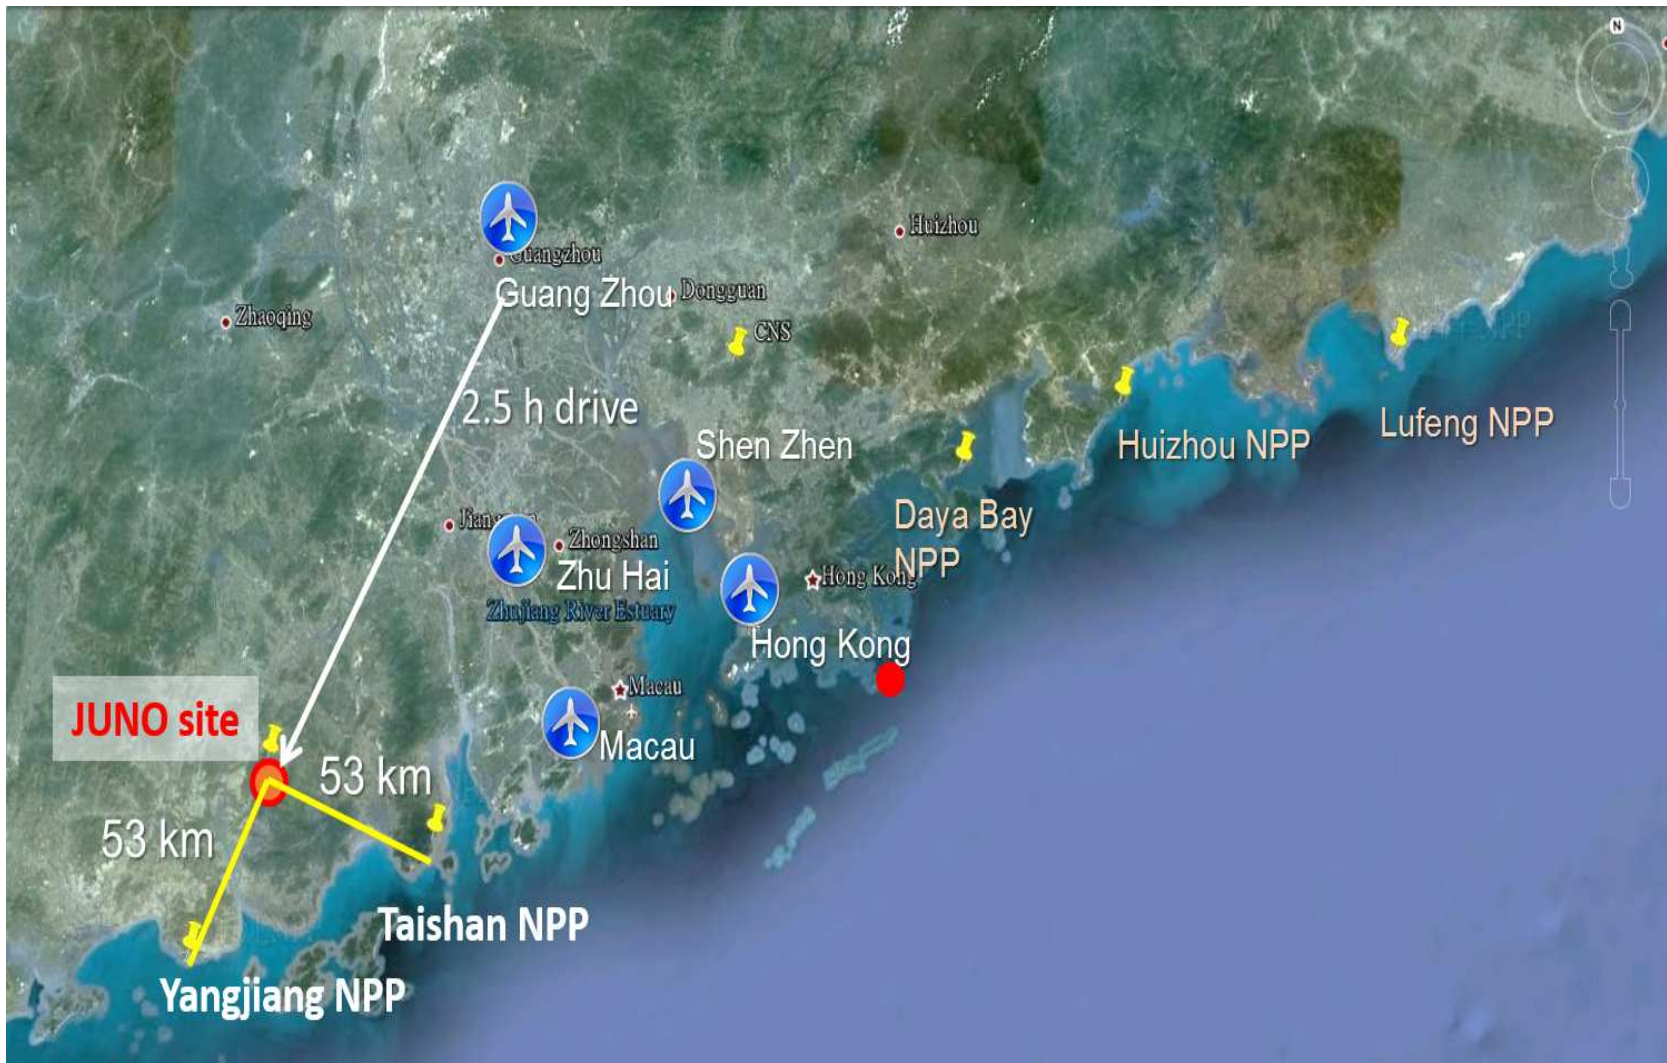 N
Huizhou
Guangzhou
Guang Zhou
Dongguan
Zhaoqing
CNS
2.5 h drive
Lufeng NPP
Huizhou NPP
Shen Zhen
Daya Bay
NPP
Zhongshan
Zhu Hai
Hong Kong
Zhujiang River Estuary
Hong Kong
Macau
Macau
JUNO site
53 km
53 km
Taishan NPP
Yangjiang NPP